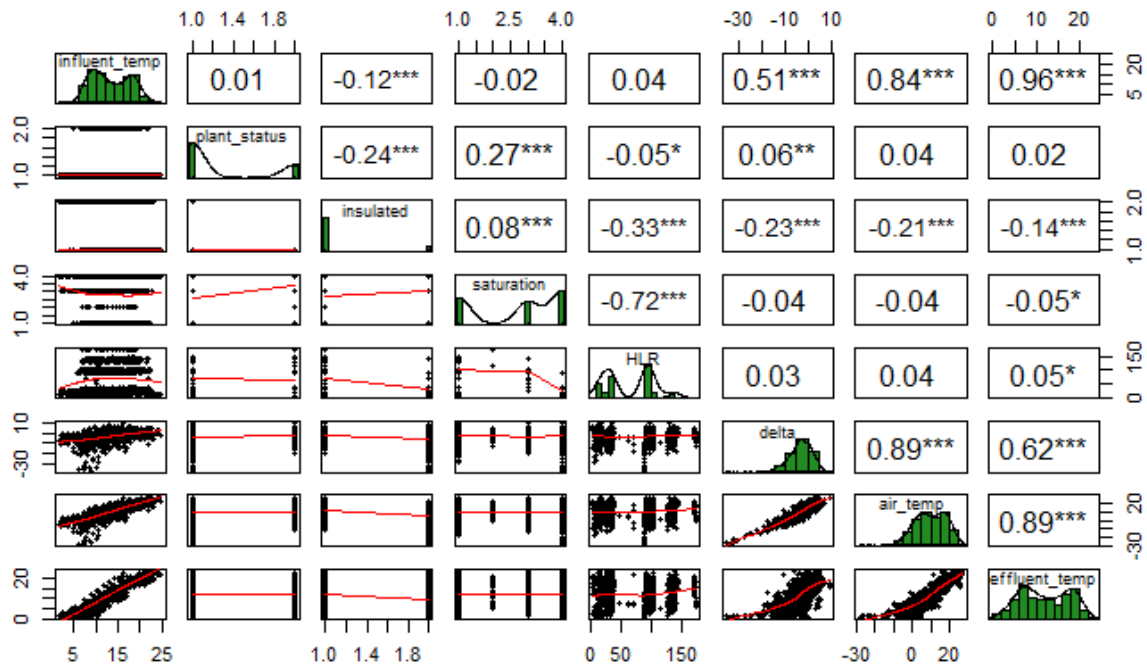 1.0 1.4 1.8 1.0 2.5 4.0 -30 -10 10 0 10 20
influent_temp 0.01 -0.12*** -0.02 0.04 0.51*** 0.84*** 0.96*** 5 15
1.0 2.0 plant_status -0.24*** 0.27*** -0.05* 0.06** 0.04 0.02
insulated 0.08*** -0.33*** -0.23*** -0.21*** -0.14*** 1.0 2.0
1.0 4.0 saturation -0.72*** -0.04 -0.04 -0.05*
HLR 0.03 0.04 0.05* 0 150
-30 10 delta 0.89*** 0.62***
air_temp 0.89*** -30 20
0 20 effluent_temp
5 15 25 1.0 1.4 1.8 0 50 150 -30 0 20